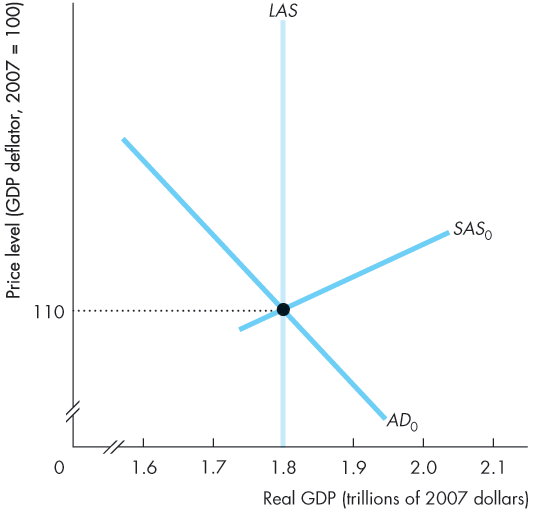 Price level (GDP deflator, 2007 = 100)
LAS
SAS₀
110
AD₀
0 1.6 1.7 1.8 1.9 2.0 2.1
Real GDP (trillions of 2007 dollars)